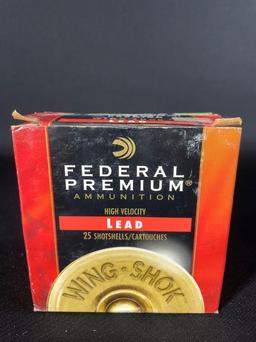 FEDERAL
PREMIUM®
AMMUNITION
HIGH VELOCITY
LEAD
25 SHOTSHELLS/CARTOUCHES
WING·SHOK